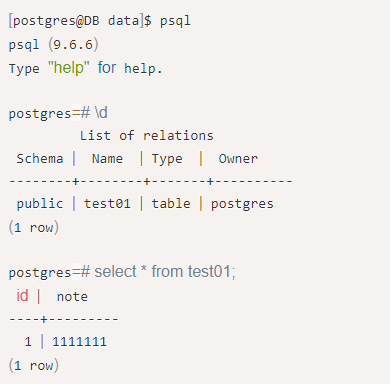 [postgres@DB data]$ psql
psql (9.6.6)
Type "help" for help.
postgres=# \d
List of relations
Schema | Name | Type | Owner
--------+--------+-------+----------
public | test01 | table | postgres
(1 row)
postgres=# select * from test01;
id | note
----+---------
1 | 1111111
(1 row)